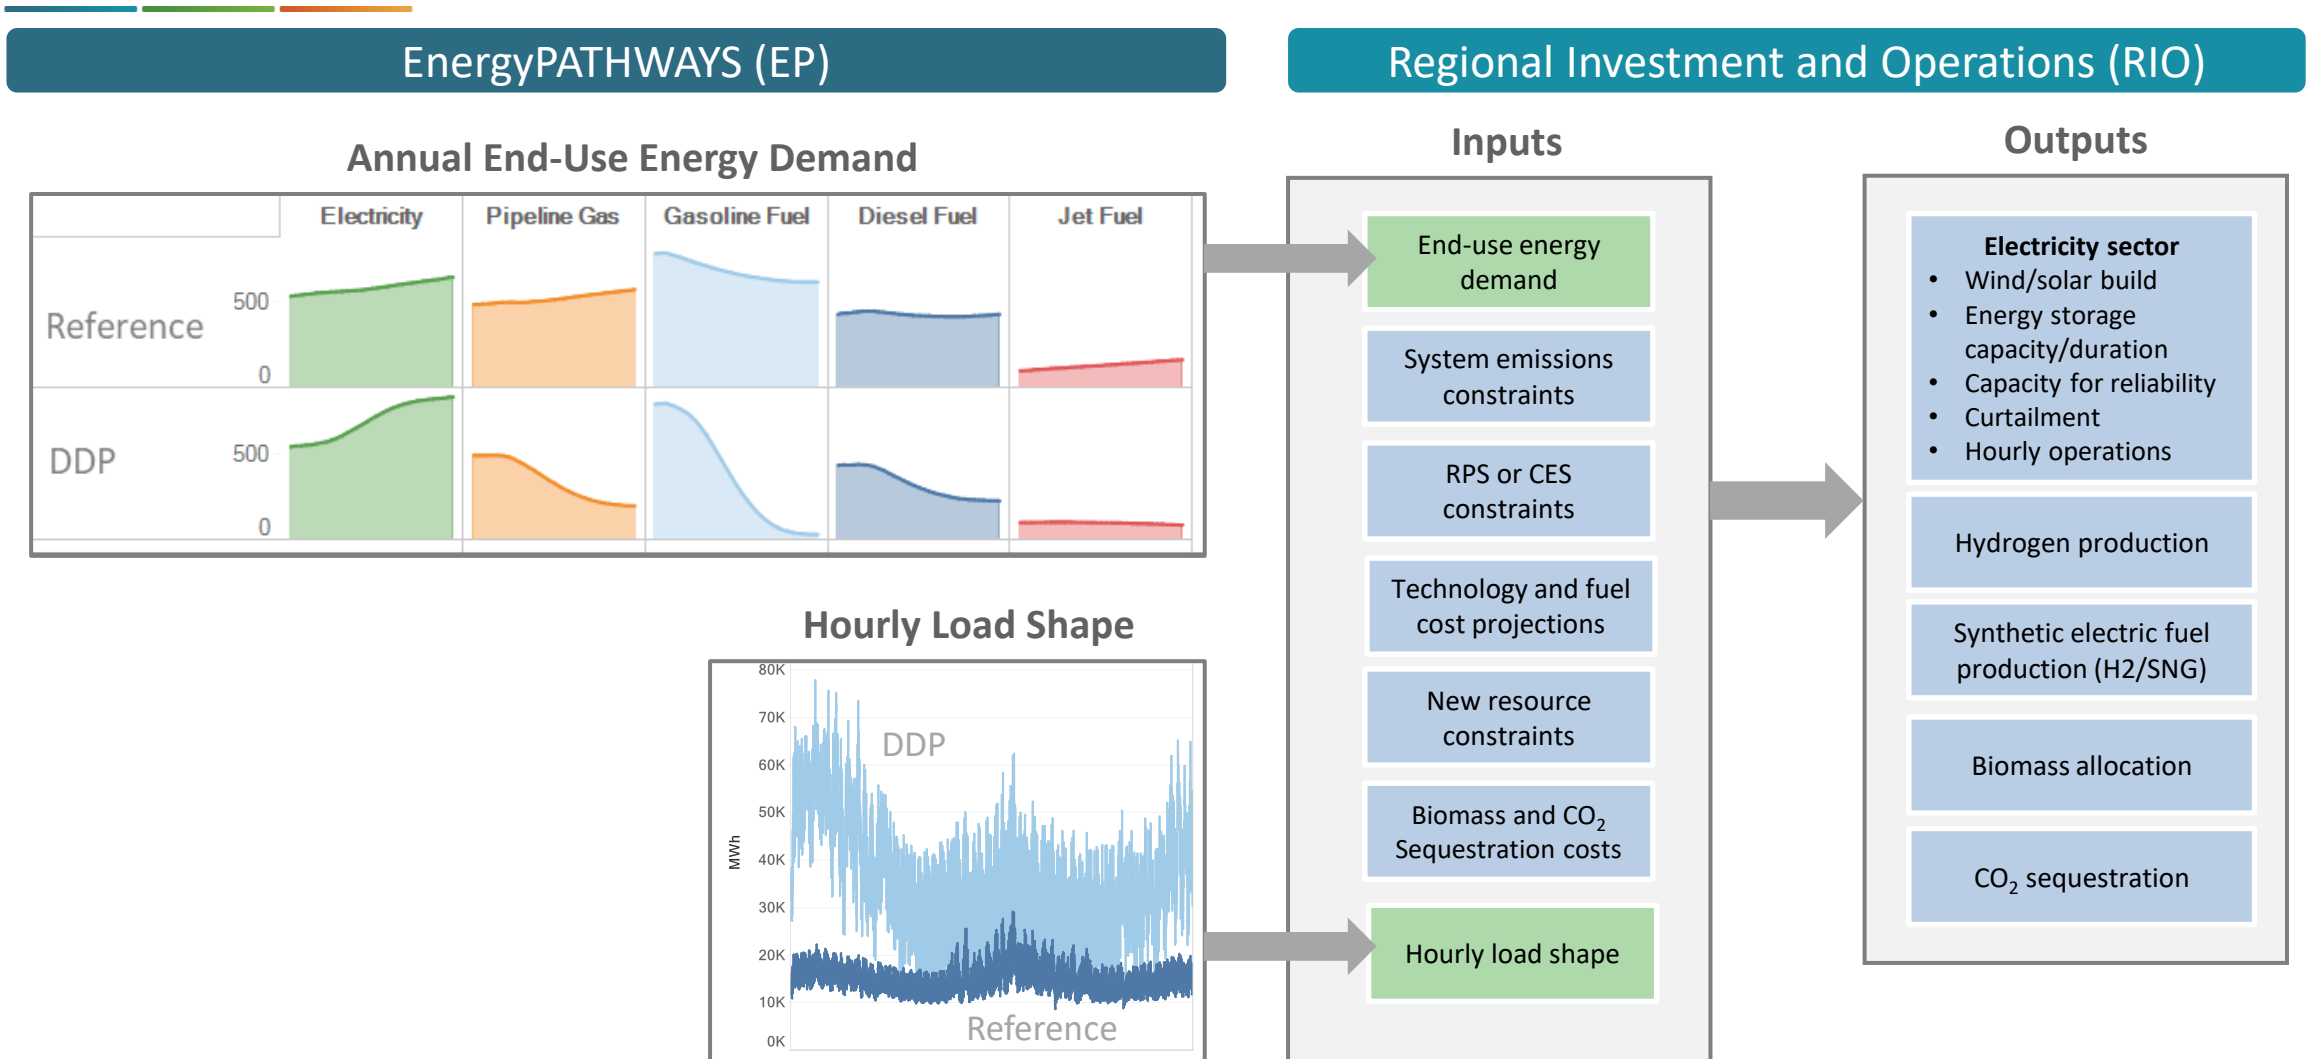 EnergyPATHWAYS (EP)
Regional Investment and Operations (RIO)
Annual End-Use Energy Demand
Electricity
Pipeline Gas
Gasoline Fuel
Diesel Fuel
Jet Fuel
Reference
500
0
DDP
500
0
Hourly Load Shape
80K
70K
60K
50K
40K
30K
20K
10K
0K
MWh
DDP
Reference
Inputs
End-use energy
demand
System emissions
constraints
RPS or CES
constraints
Technology and fuel
cost projections
New resource
constraints
Biomass and CO₂
Sequestration costs
Hourly load shape
Outputs
Electricity sector
• Wind/solar build
• Energy storage
capacity/duration
• Capacity for reliability
• Curtailment
• Hourly operations
Hydrogen production
Synthetic electric fuel
production (H2/SNG)
Biomass allocation
CO₂ sequestration